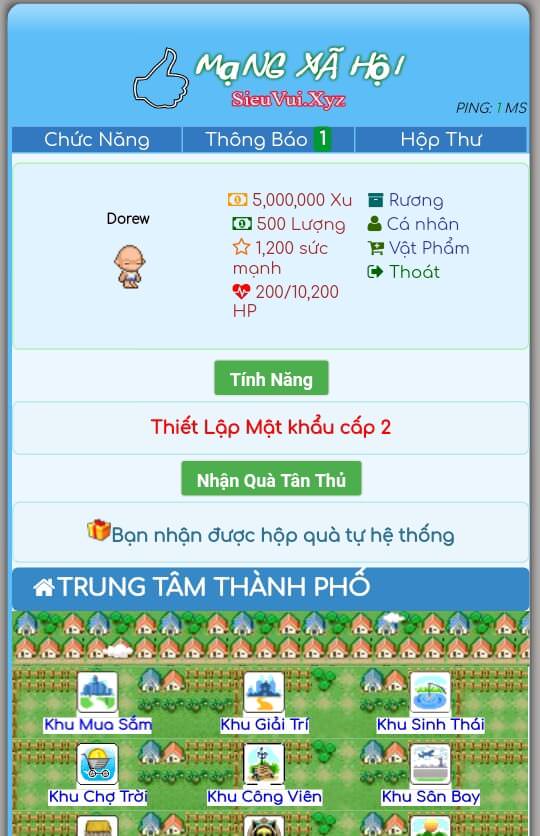 MẠNG XÃ HỘI
SieuVui.Xyz
PING: 1 MS
Chức Năng
Thông Báo 1
Hộp Thư
Dorew
5,000,000 Xu
500 Lượng
1,200 sức
mạnh
200/10,200
HP
Rương
Cá nhân
Vật Phẩm
Thoát
Tính Năng
Thiết Lập Mật khẩu cấp 2
Nhận Quà Tân Thủ
Bạn nhận được hộp quà tự hệ thống
TRUNG TÂM THÀNH PHỐ
Khu Mua Sắm
Khu Giải Trí
Khu Sinh Thái
Khu Chợ Trời
Khu Công Viên
Khu Sân Bay